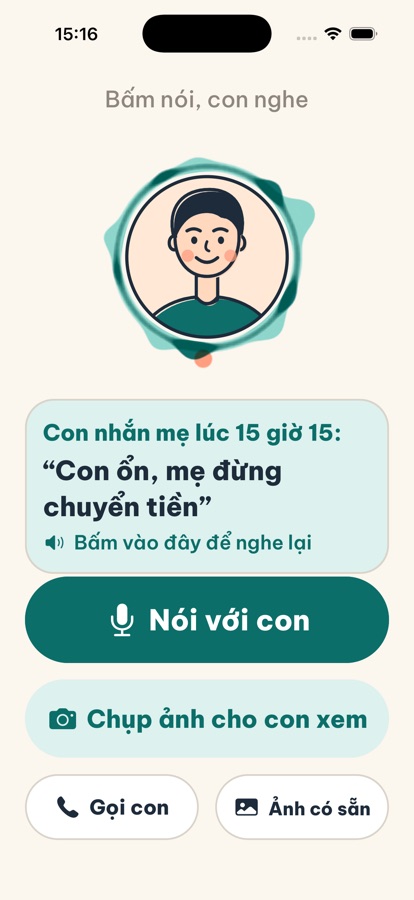 15:16
Bấm nói, con nghe
Con nhắn mẹ lúc 15 giờ 15:
“Con ổn, mẹ đừng
chuyển tiền”
Bấm vào đây để nghe lại
Nói với con
Chụp ảnh cho con xem
Gọi con
Ảnh có sẵn